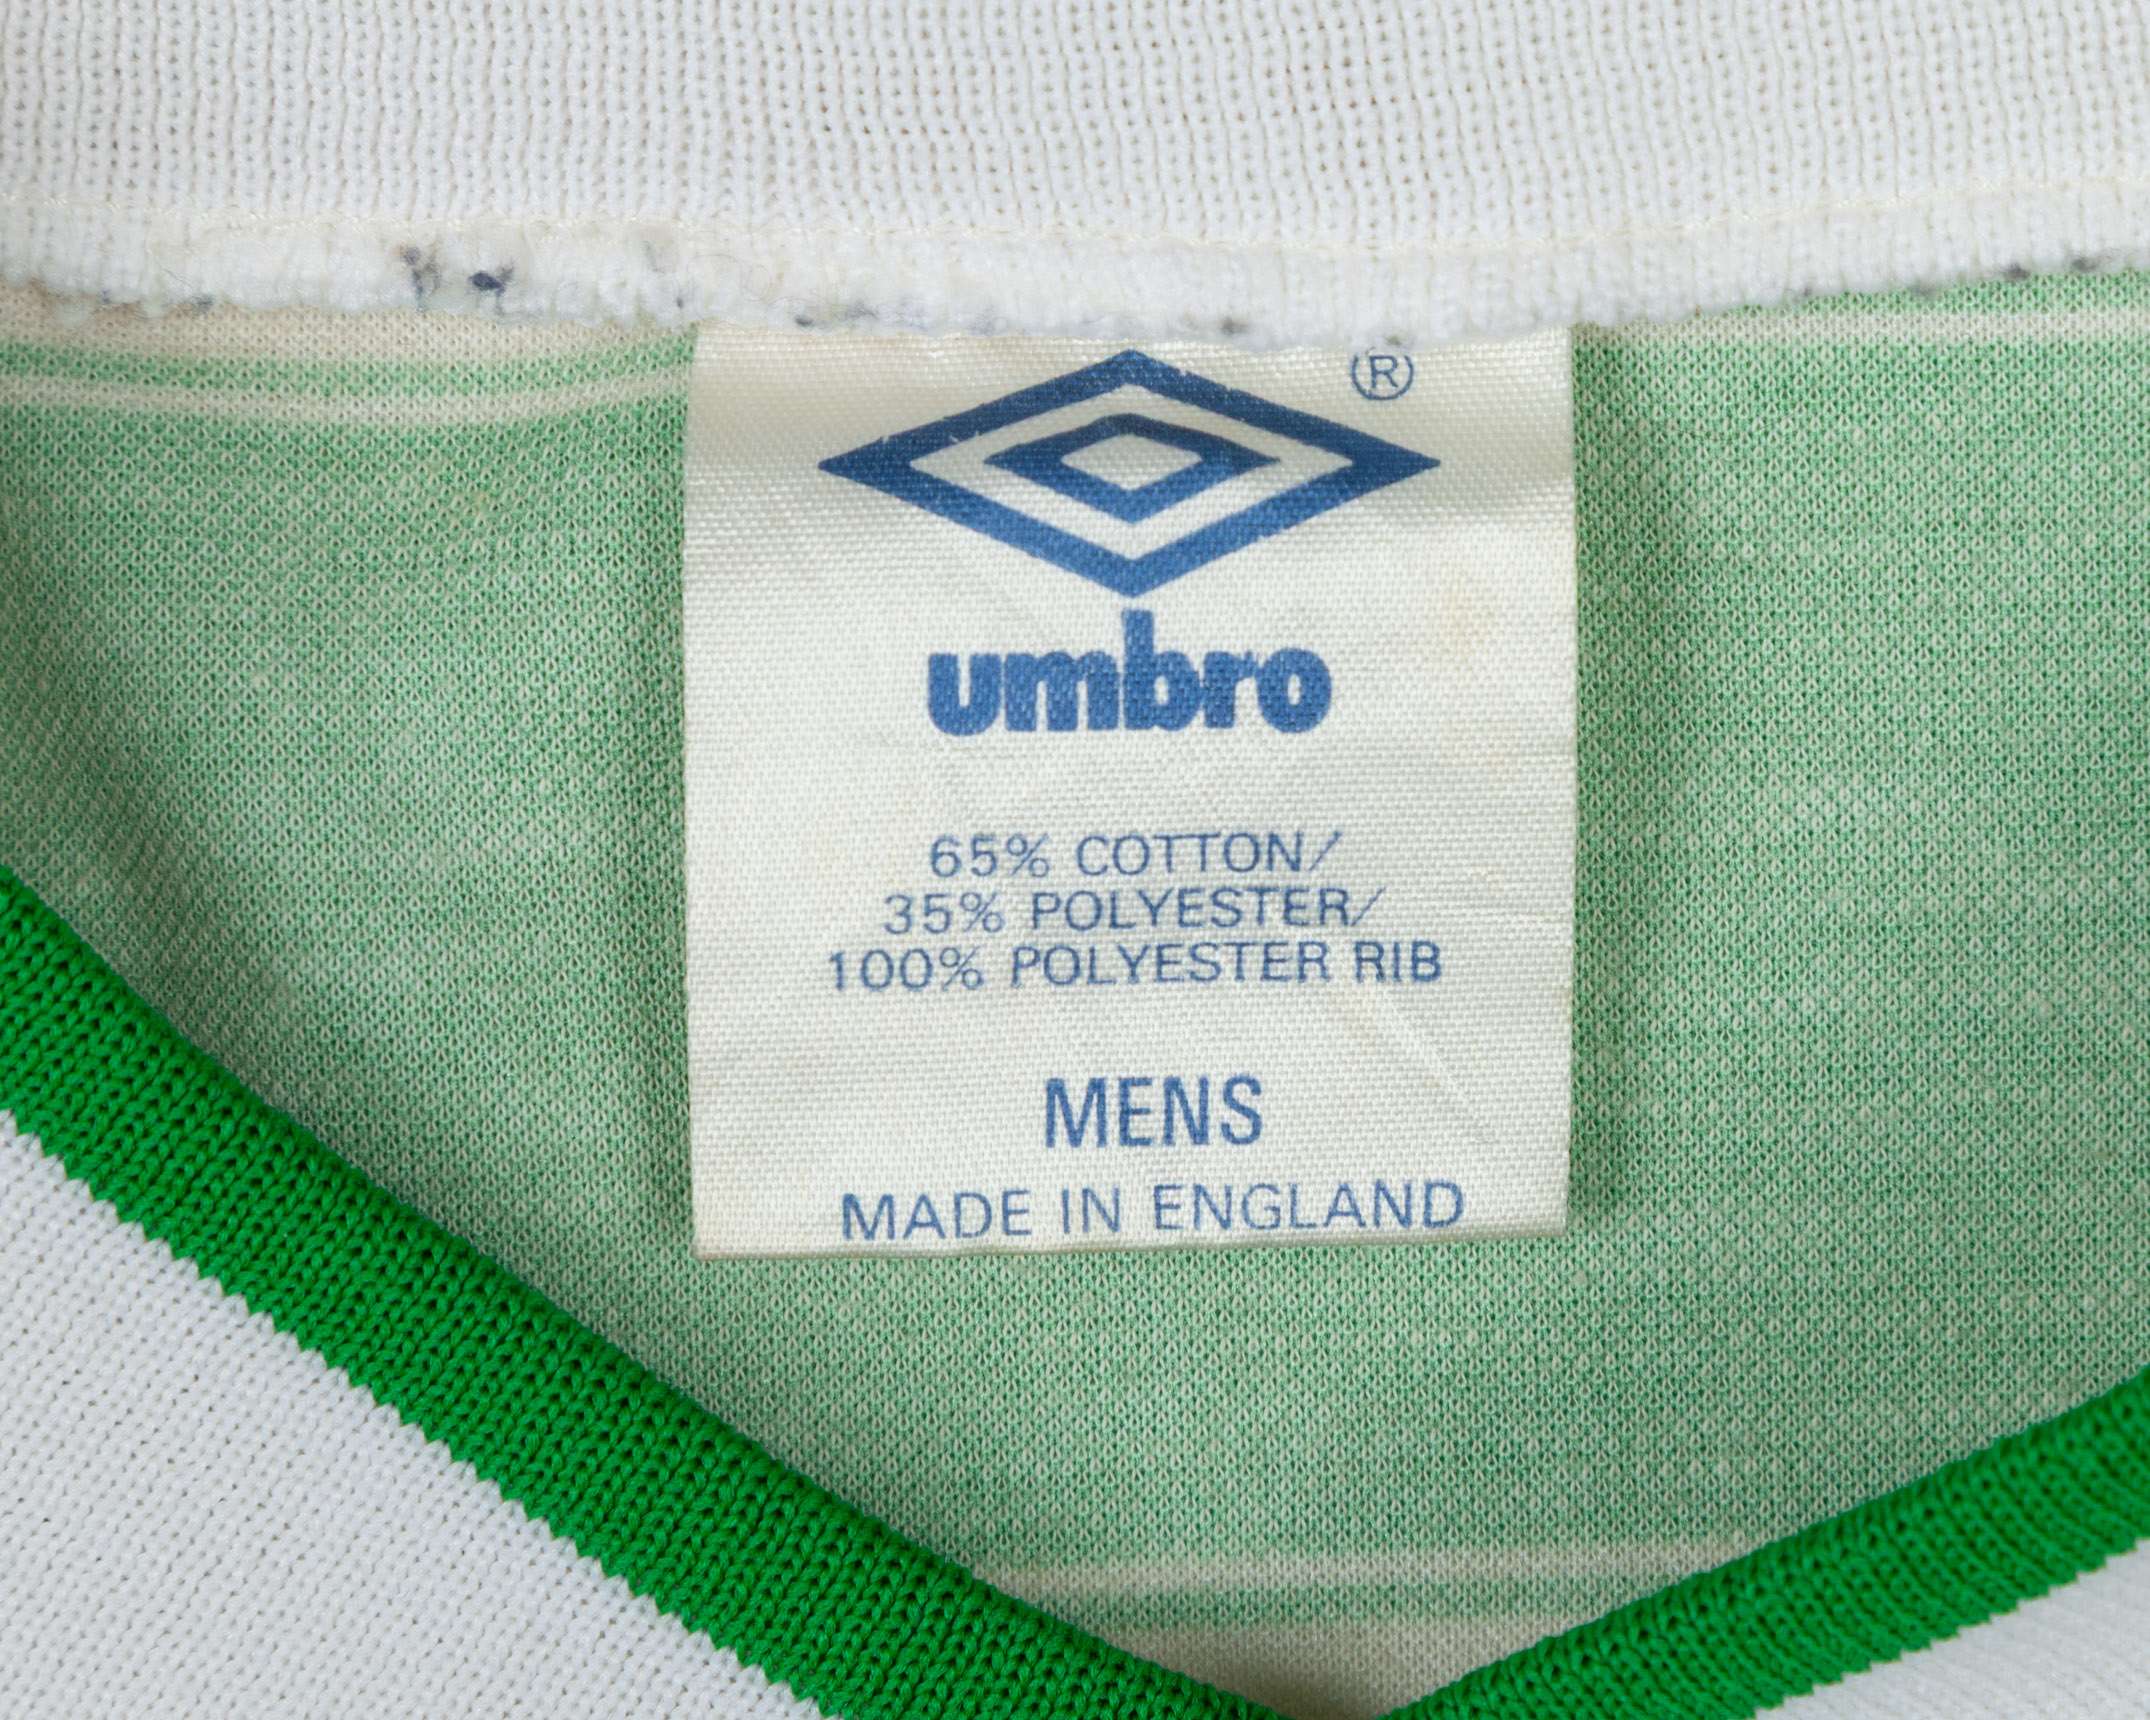 ®
umbro
65% COTTON/
35% POLYESTER/
100% POLYESTER RIB
MENS
MADE IN ENGLAND